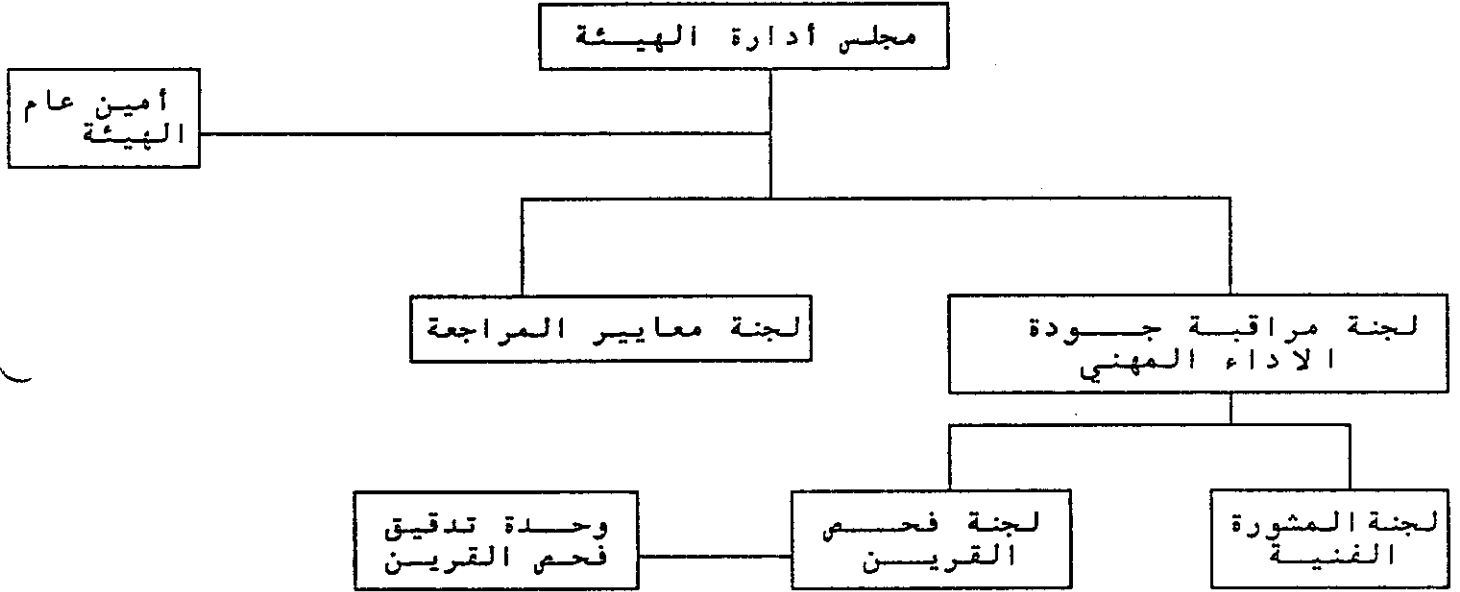 مجلس أدارة الهيئة
أمين عام
الهيئة
لجنة مراقبة جودة
الاداء المهني
لجنة معايير المراجعة
لجنة المشورة
الفنية
لجنة فحص
القرين
وحدة تدقيق
فحص القرين